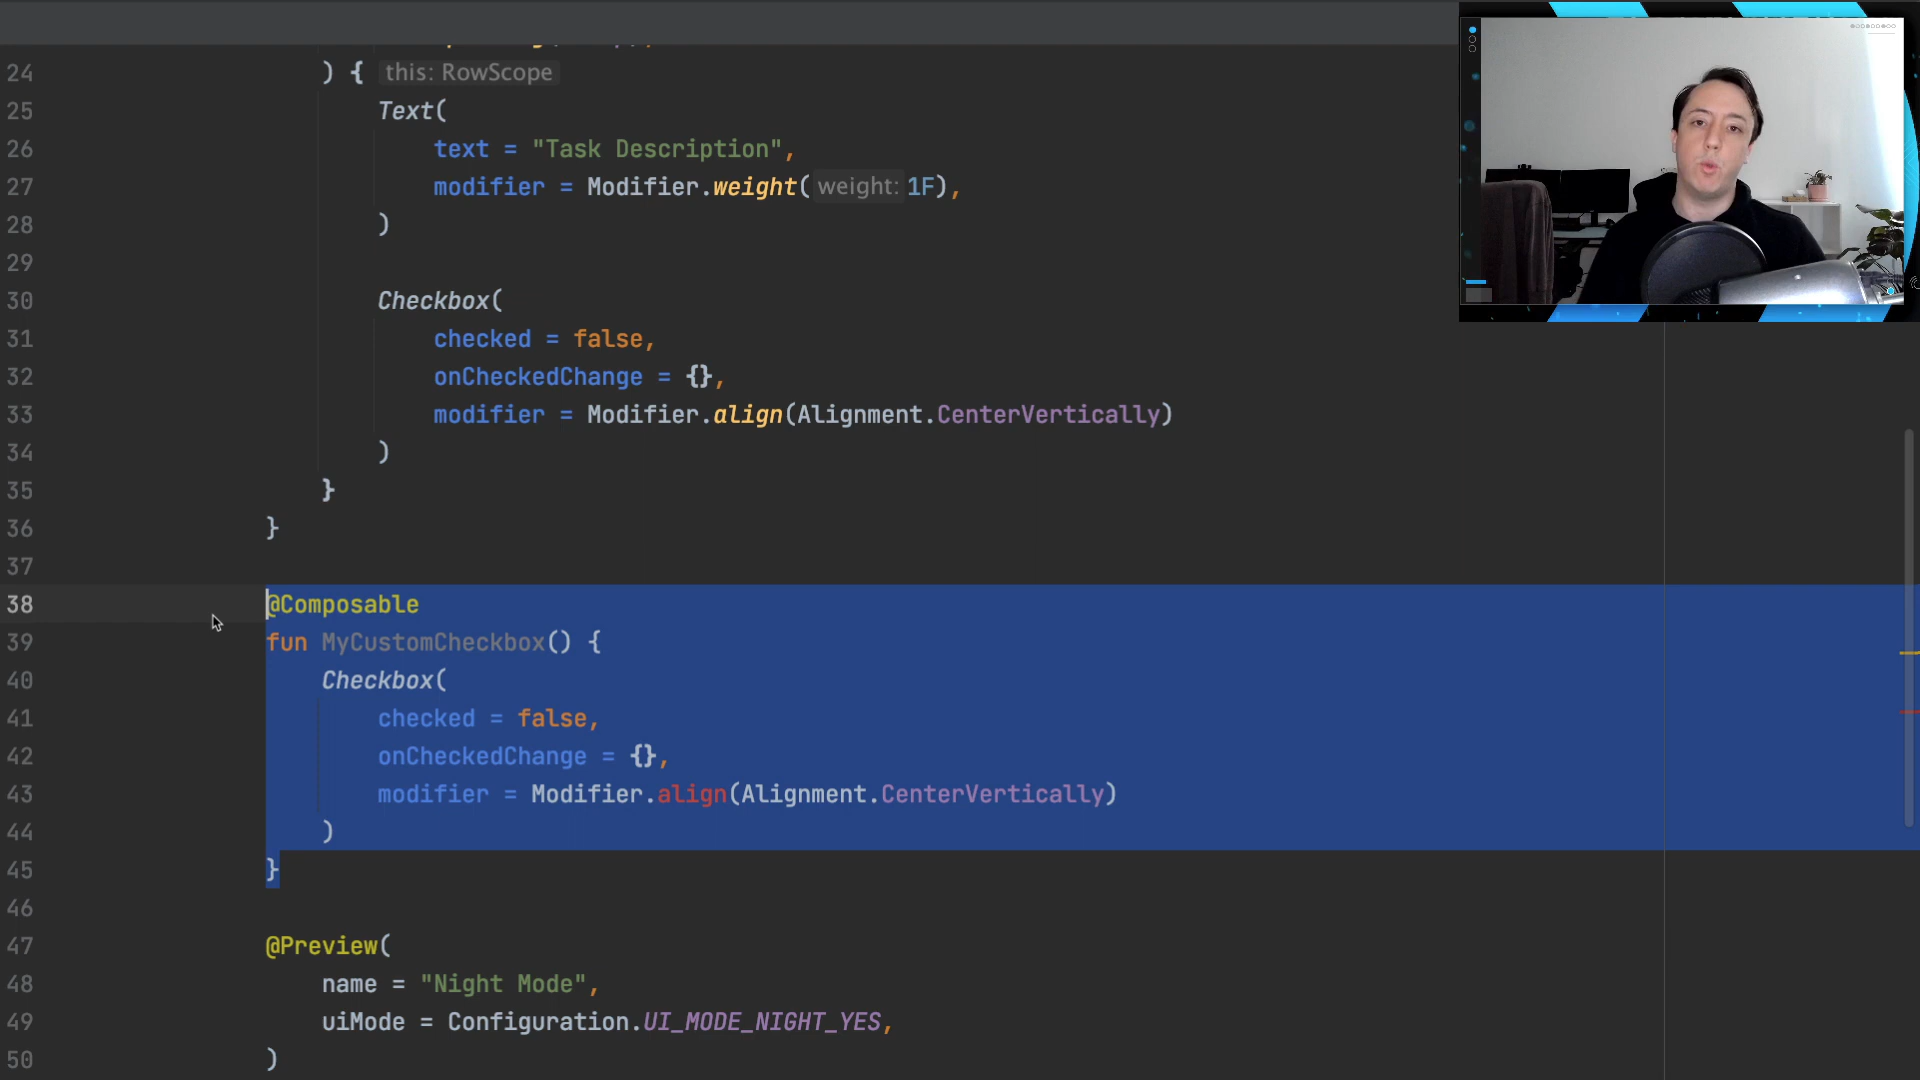 24 ) { this: RowScope
25 Text(
26 text = "Task Description",
27 modifier = Modifier.weight( weight: 1F),
28 )
29
30 Checkbox(
31 checked = false,
32 onCheckedChange = {},
33 modifier = Modifier.align(Alignment.CenterVertically)
34 )
35 }
36 }
37
38 @Composable
39 fun MyCustomCheckbox() {
40 Checkbox(
41 checked = false,
42 onCheckedChange = {},
43 modifier = Modifier.align(Alignment.CenterVertically)
44 )
45 }
46
47 @Preview(
48 name = "Night Mode",
49 uiMode = Configuration.UI_MODE_NIGHT_YES,
50 )